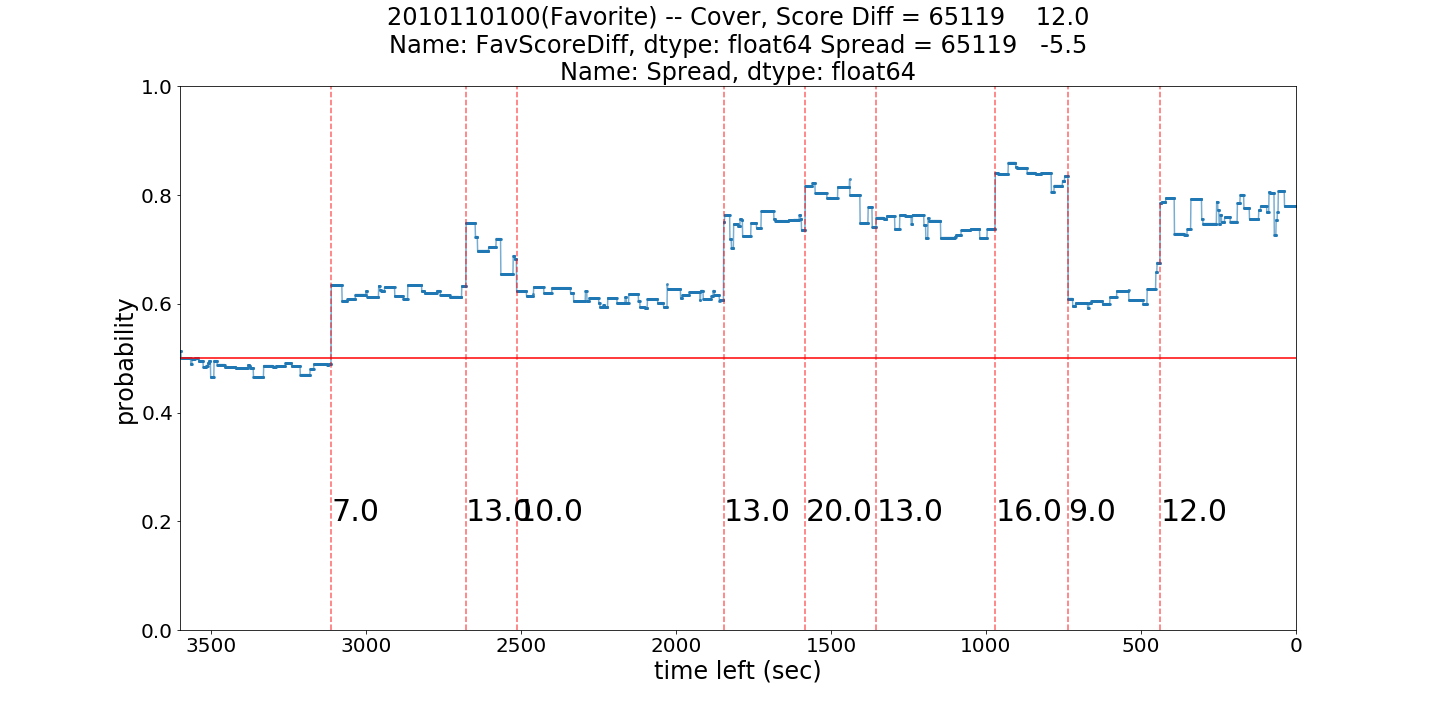 2010110100(Favorite) -- Cover, Score Diff = 65119    12.0
Name: FavScoreDiff, dtype: float64 Spread = 65119   -5.5
Name: Spread, dtype: float64
1.0
0.8
0.6
0.4
0.2
0.0
probability
7.0 13.0 10.0 13.0 20.0 13.0 16.0 9.0 12.0
3500 3000 2500 2000 1500 1000 500 0
time left (sec)